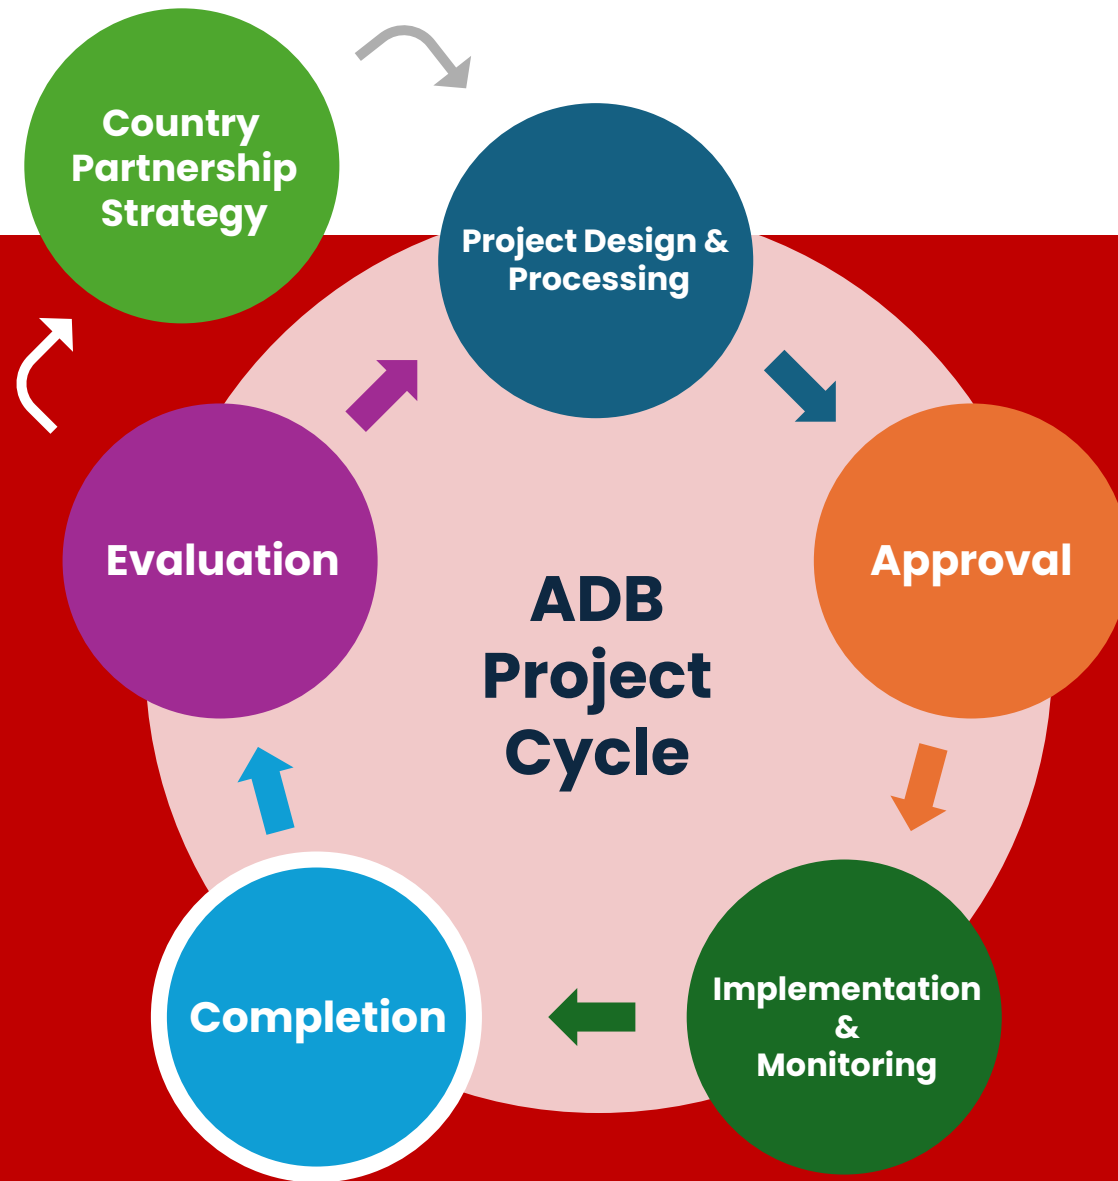 Country
Partnership
Strategy
Project Design &
Processing
Evaluation
Approval
ADB
Project
Cycle
Completion
Implementation
&
Monitoring